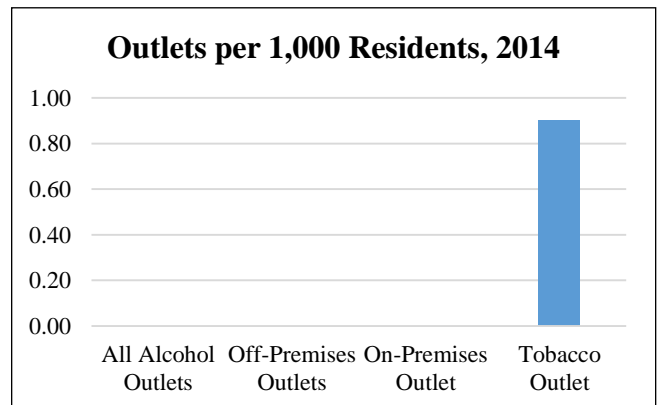 Outlets per 1,000 Residents, 2014
1.00
0.80
0.60
0.40
0.20
0.00
All Alcohol Outlets
Off-Premises Outlets
On-Premises Outlet
Tobacco Outlet